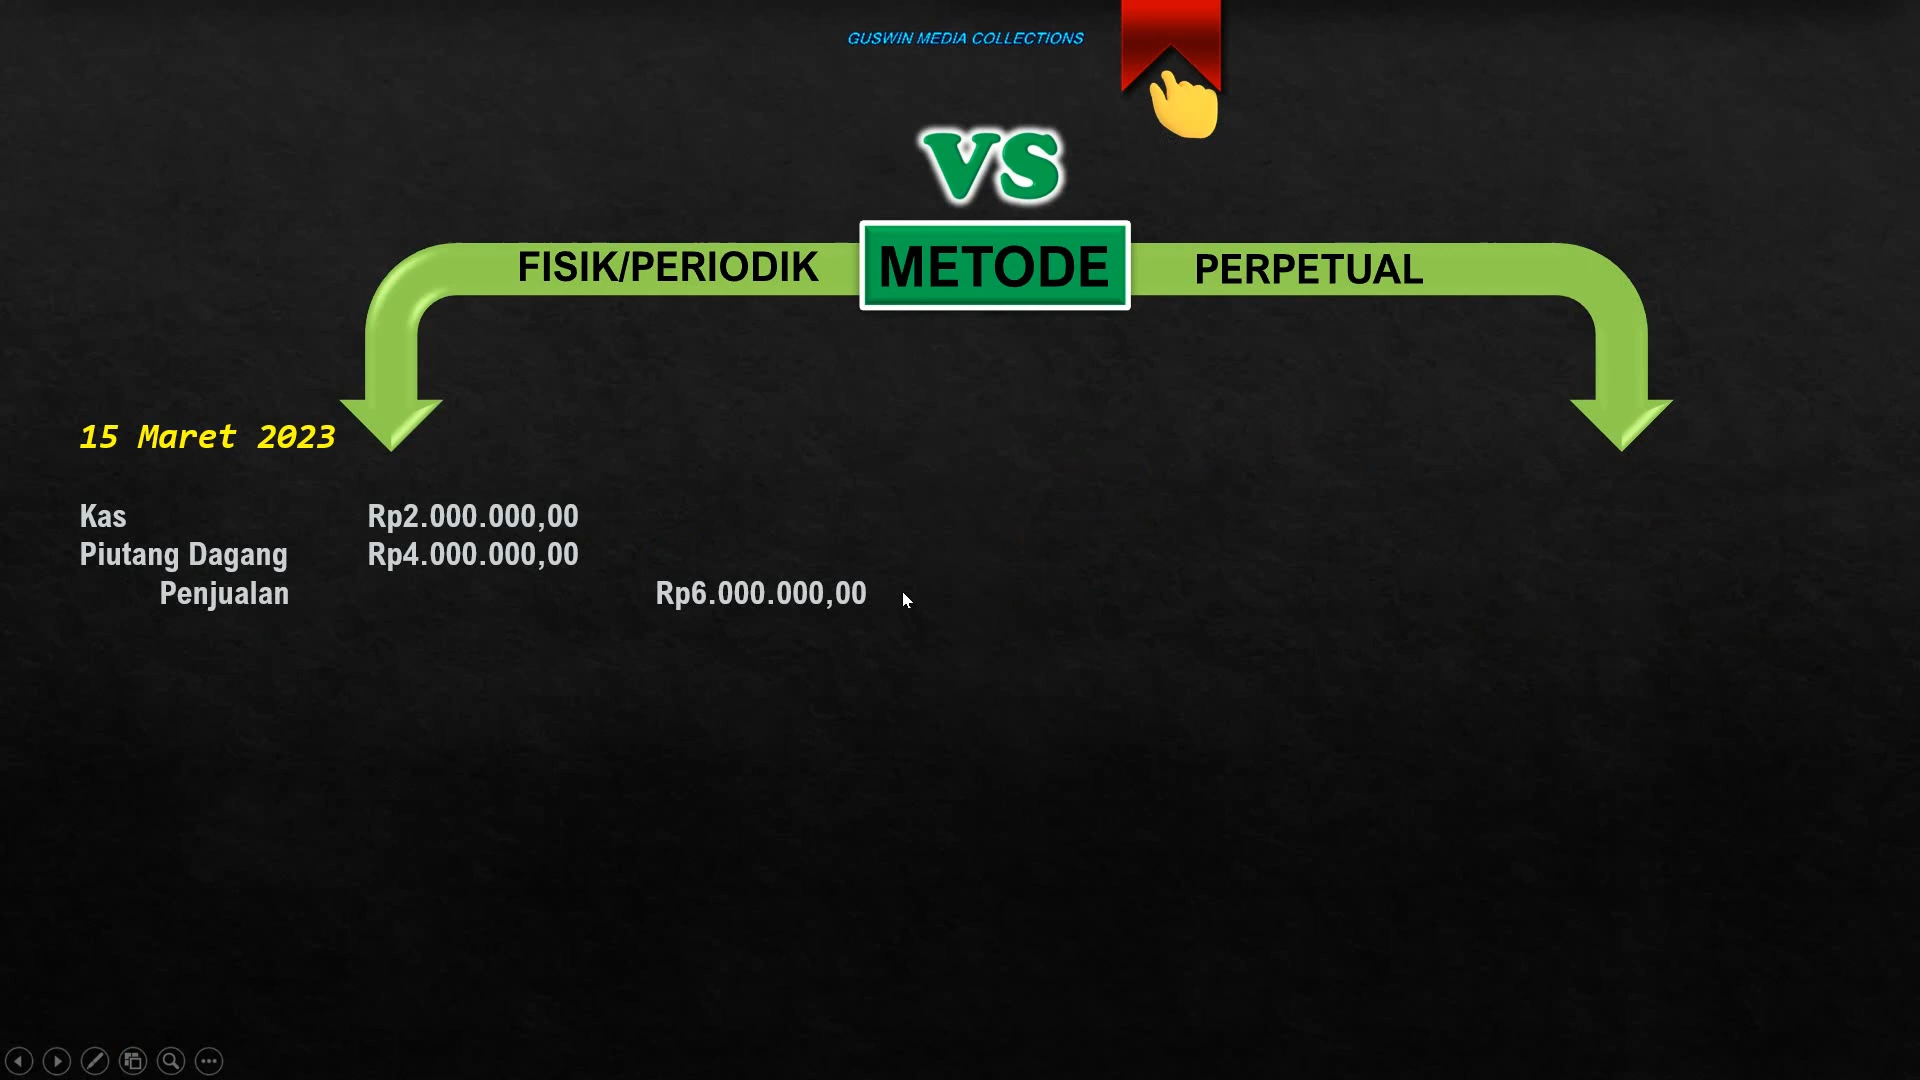 GUSWIN MEDIA COLLECTIONS
VS
FISIK/PERIODIK METODE PERPETUAL
15 Maret 2023
Kas Rp2.000.000,00
Piutang Dagang Rp4.000.000,00
Penjualan Rp6.000.000,00